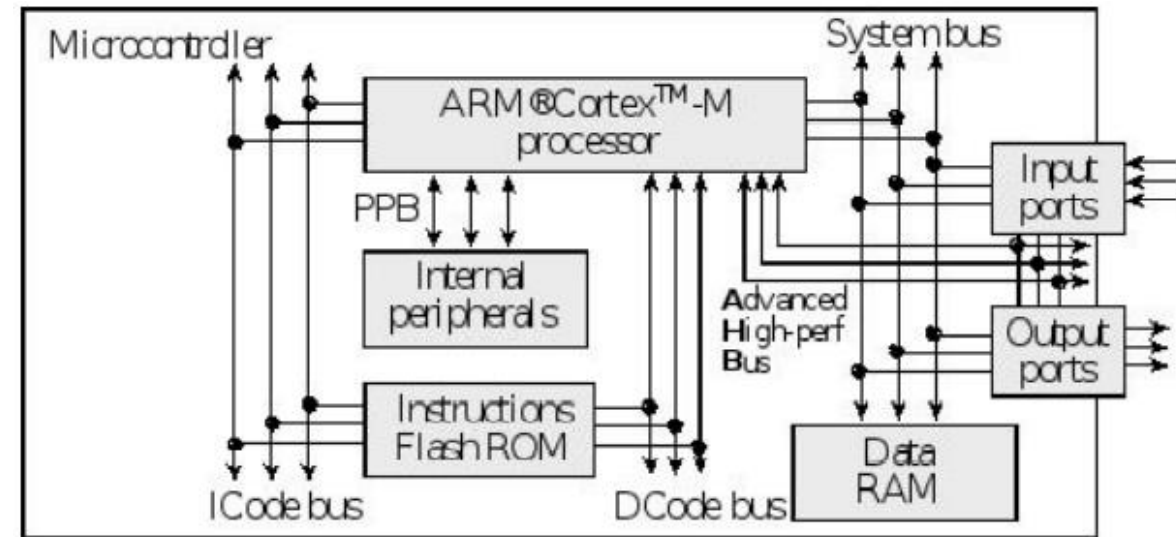 Microcontroller
System bus
ARM®Cortex™-M
processor
Input
ports
PPB
Internal
peripherals
Advanced
High-perf
Bus
Output
ports
Instructions
Flash ROM
Data
RAM
ICode bus
DCode bus